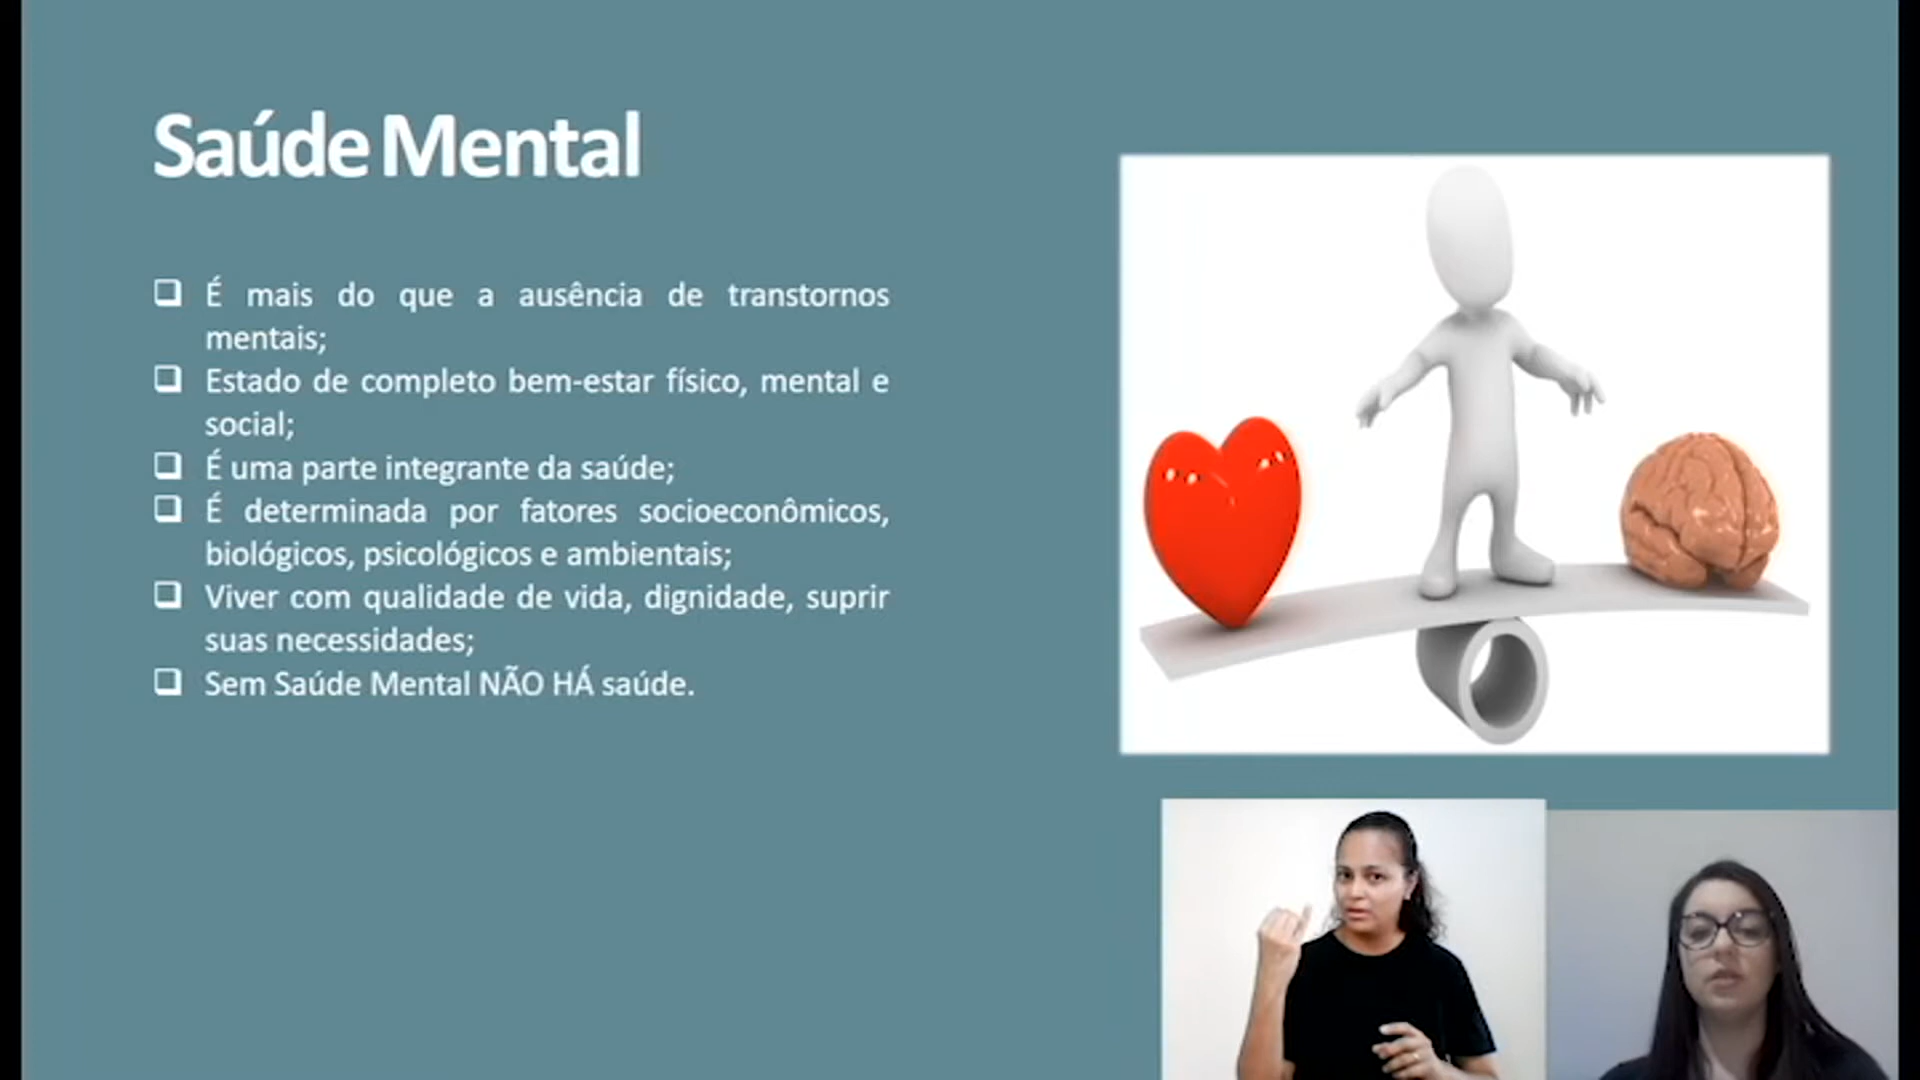 Saúde Mental
É mais do que a ausência de transtornos
mentais;
Estado de completo bem-estar físico, mental e
social;
É uma parte integrante da saúde;
É determinada por fatores socioeconômicos,
biológicos, psicológicos e ambientais;
Viver com qualidade de vida, dignidade, suprir
suas necessidades;
Sem Saúde Mental NÃO HÁ saúde.